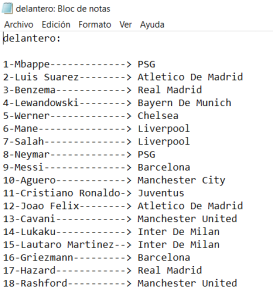 delantero: Bloc de notas
Archivo Edición Formato Ver Ayuda
delantero:
1-Mbappe-------------> PSG
2-Luis Suarez--------> Atletico De Madrid
3-Benzema------------> Real Madrid
4-Lewandowski--------> Bayern De Munich
5-Werner-------------> Chelsea
6-Mane---------------> Liverpool
7-Salah--------------> Liverpool
8-Neymar-------------> PSG
9-Messi--------------> Barcelona
10-Aguero------------> Manchester City
11-Cristiano Ronaldo-> Juventus
12-Joao Felix--------> Atletico De Madrid
13-Cavani------------> Manchester United
14-Lukaku------------> Inter De Milan
15-Lautaro Martinez--> Inter De Milan
16-Griezmann---------> Barcelona
17-Hazard------------> Real Madrid
18-Rashford----------> Manchester United